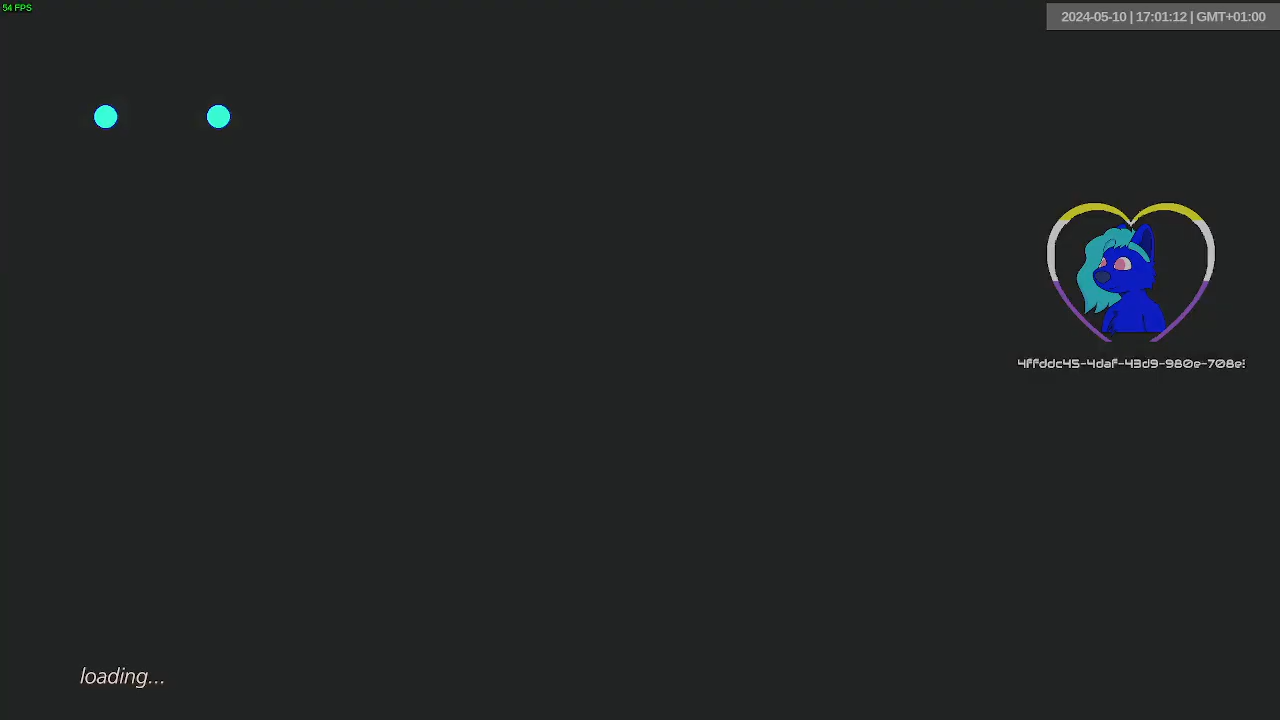 54 FPS
2024-05-10 | 17:01:12 | GMT+01:00
4ffddc45-4daf-43d9-980e-708e
loading...